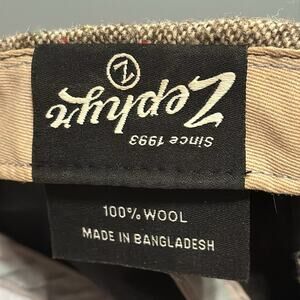 Zephyr
Z
Since 1993
100% WOOL
MADE IN BANGLADESH